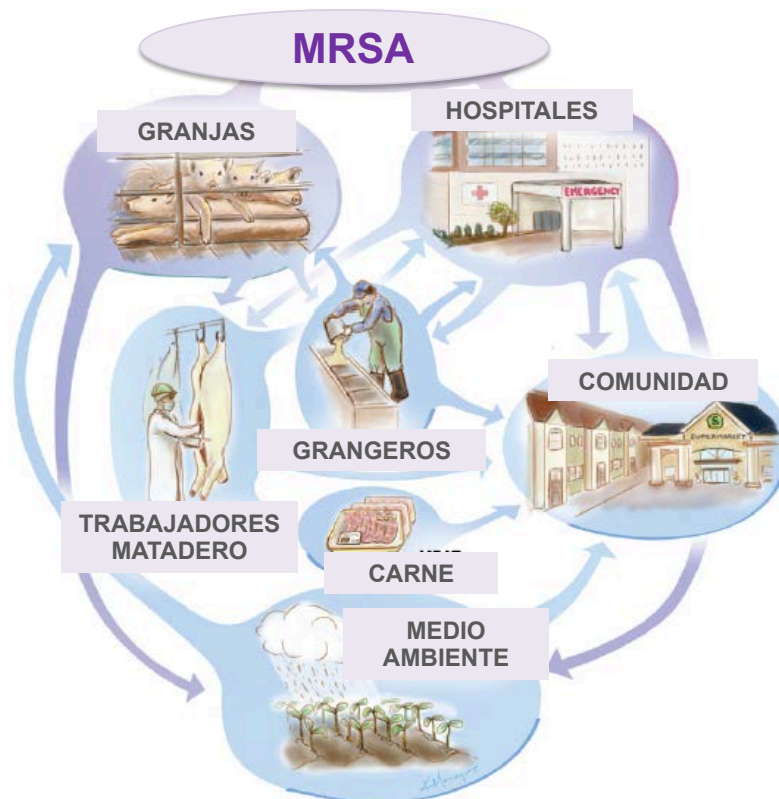 MRSA
GRANJAS
HOSPITALES
EMERGENCY
COMUNIDAD
SUPERMARKET
GRANGEROS
TRABAJADORES
MATADERO
CARNE
MEDIO
AMBIENTE